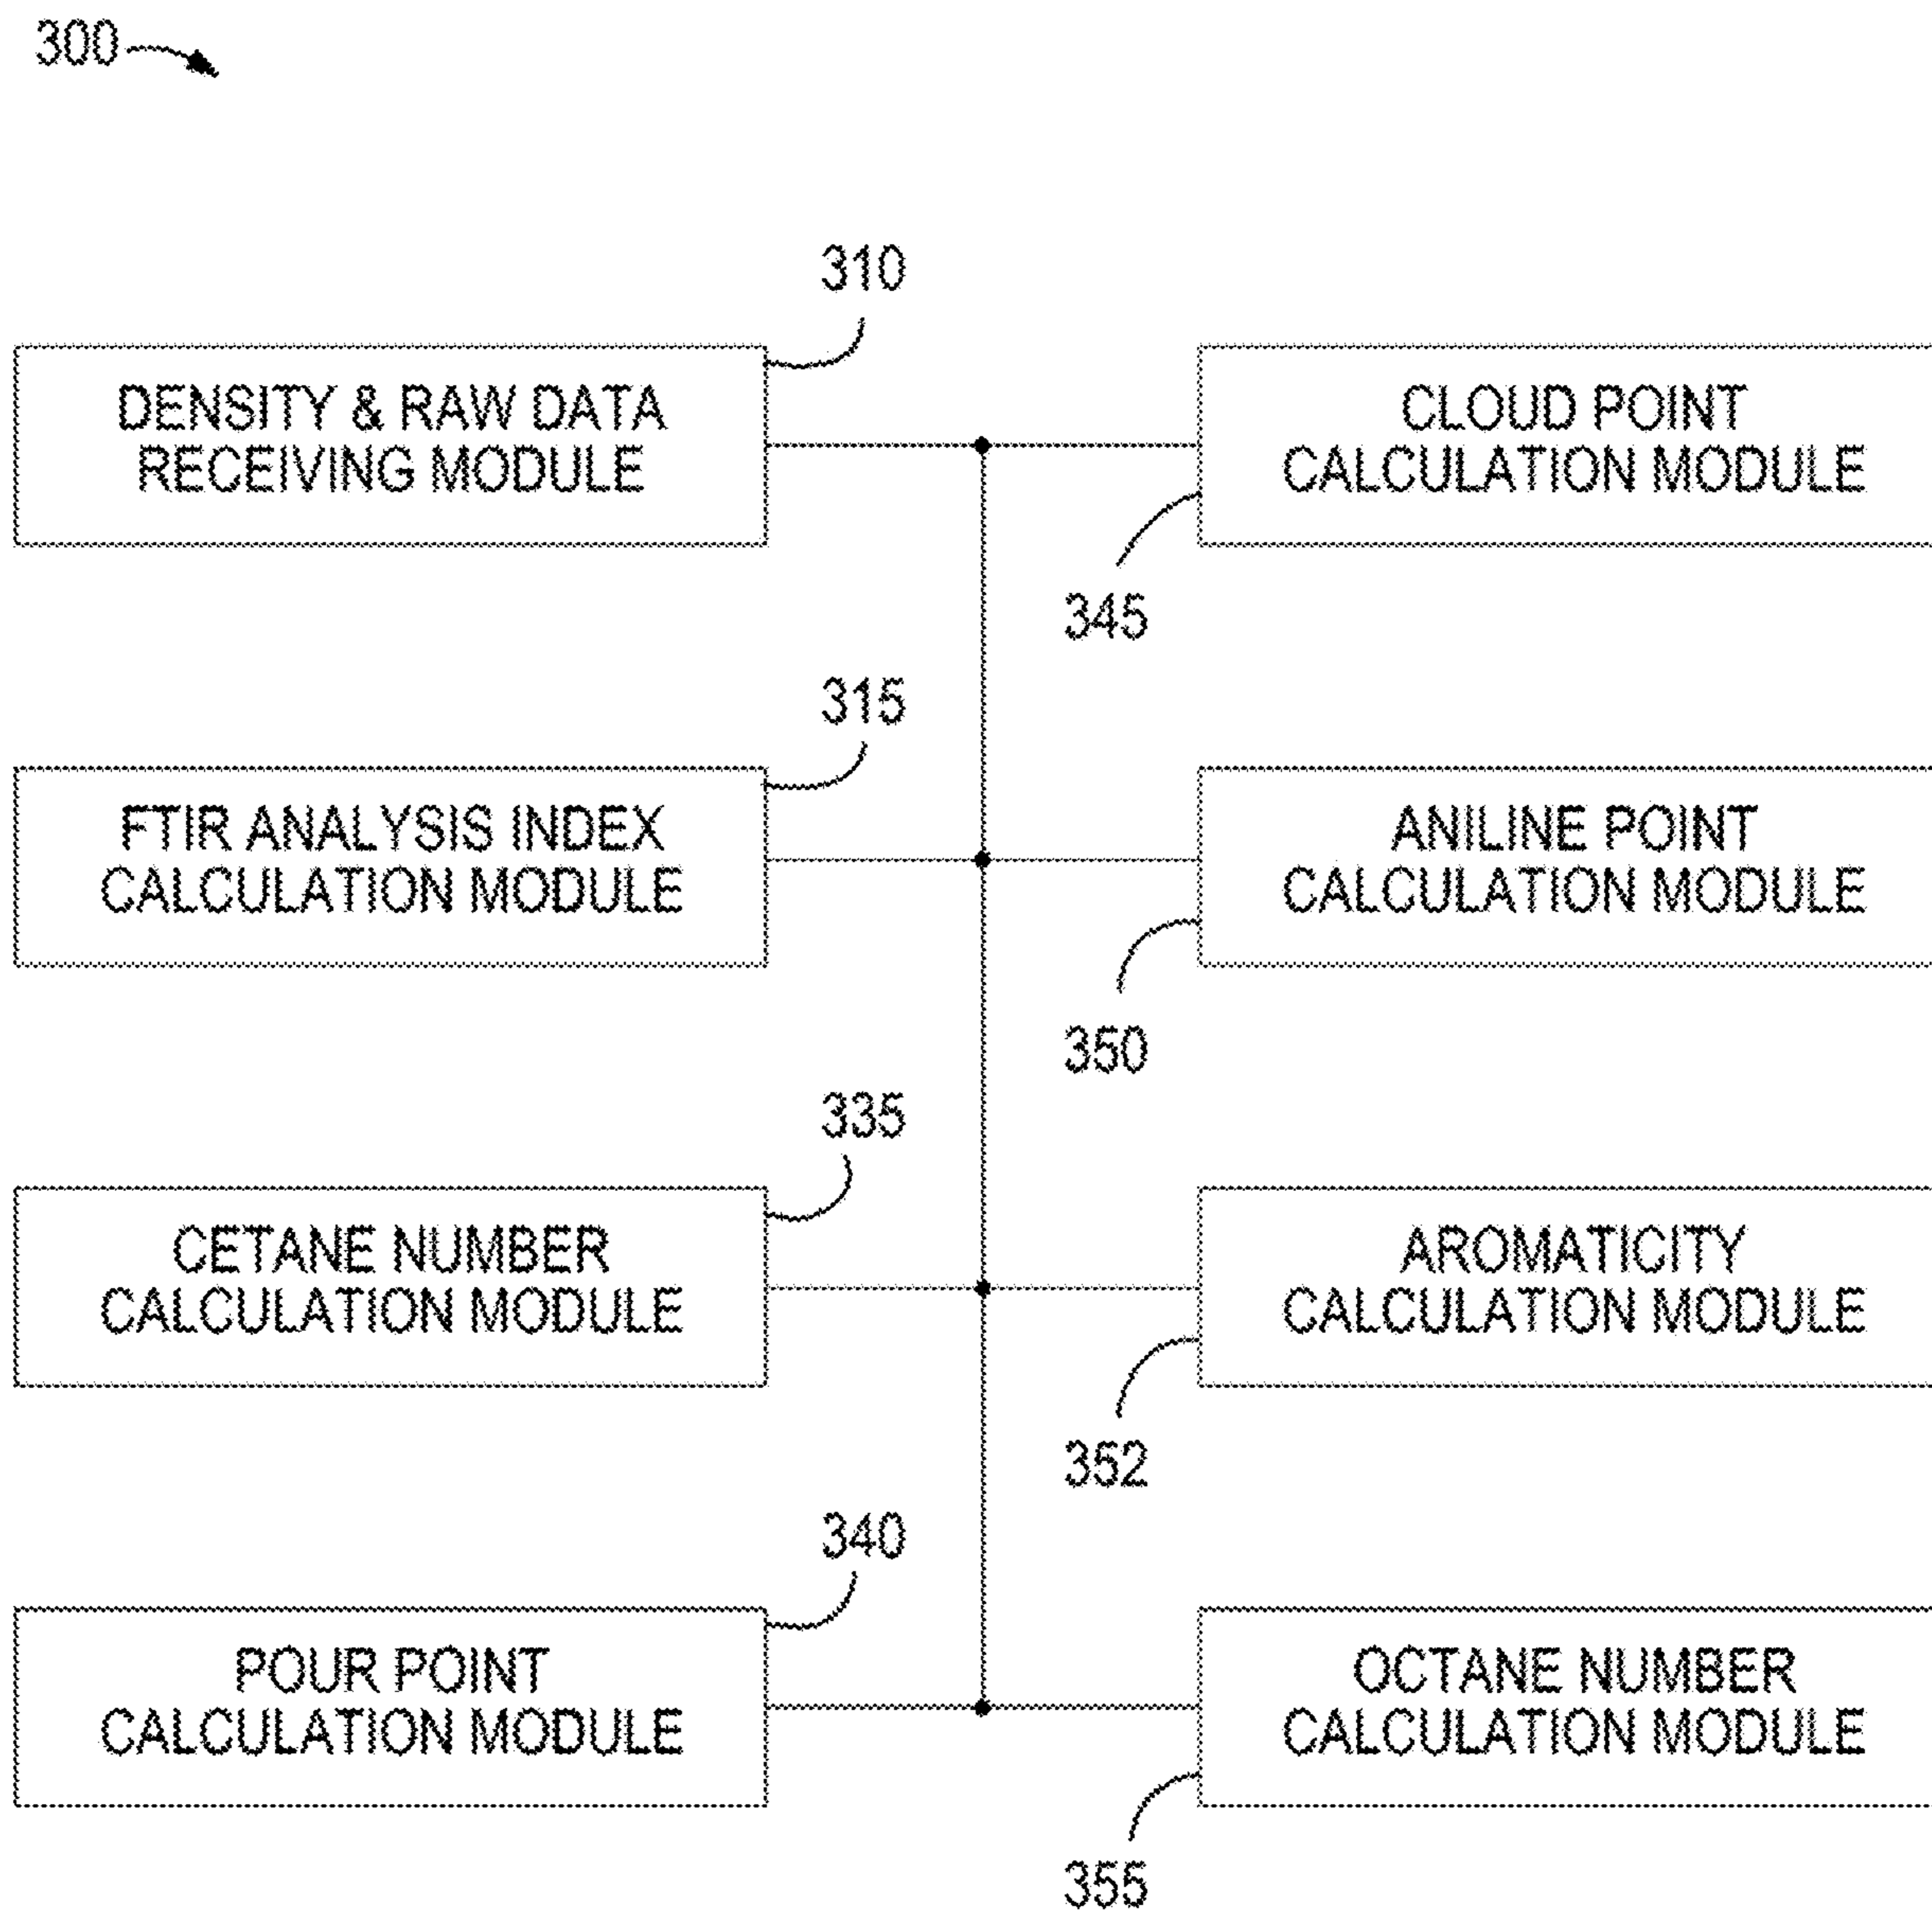 300
310
DENSITY & RAW DATA
RECEIVING MODULE
CLOUD POINT
CALCULATION MODULE
345
315
FTIR ANALYSIS INDEX
CALCULATION MODULE
ANILINE POINT
CALCULATION MODULE
350
335
CETANE NUMBER
CALCULATION MODULE
AROMATICITY
CALCULATION MODULE
352
340
POUR POINT
CALCULATION MODULE
OCTANE NUMBER
CALCULATION MODULE
355